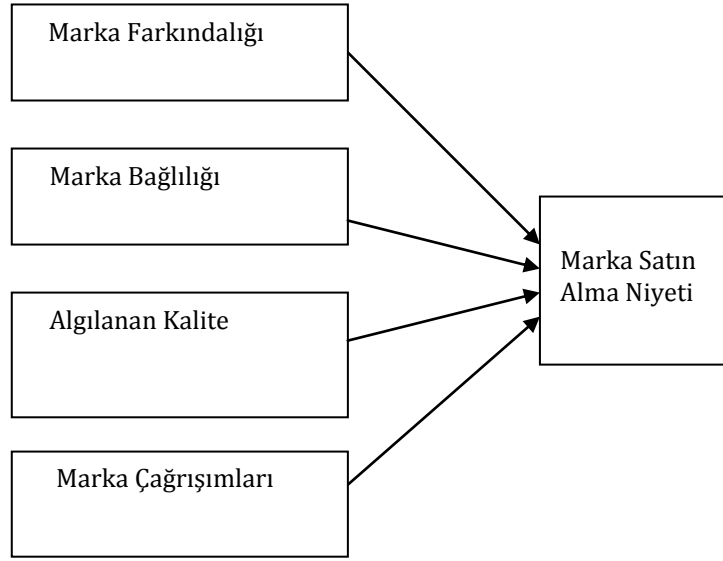 Marka Farkındalığı
Marka Bağlılığı
Algılanan Kalite
Marka Çağrışımları
Marka Satın
Alma Niyeti